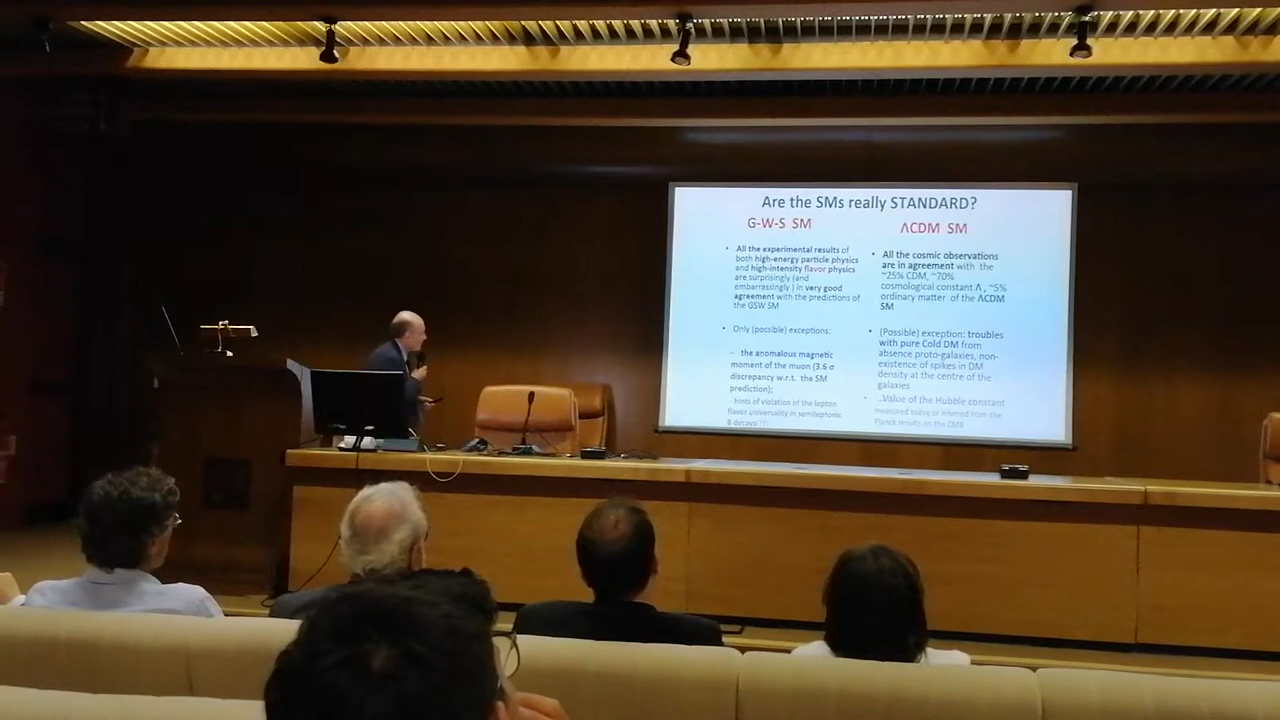 Are the SMs really STANDARD?
G-W-S SM
• All the experimental results of
both high-energy particle physics
and high-intensity flavor physics
are surprisingly (and
embarrassingly ) in very good
agreement with the predictions of
the GSW SM
• Only (possible) exceptions:
– the anomalous magnetic
moment of the muon (3.6 σ
discrepancy w.r.t. the SM
prediction);
– hints of violation of the lepton
flavor universality in semileptonic
B decays
ΛCDM SM
• All the cosmic observations
are in agreement with the
~25% CDM, ~70%
cosmological constant Λ , ~5%
ordinary matter of the ΛCDM
SM
• (Possible) exception: troubles
with pure Cold DM from
absence proto-galaxies, non-
existence of spikes in DM
density at the centre of the
galaxies
• –Value of the Hubble constant
measured today or inferred from the
Planck results on the CMB